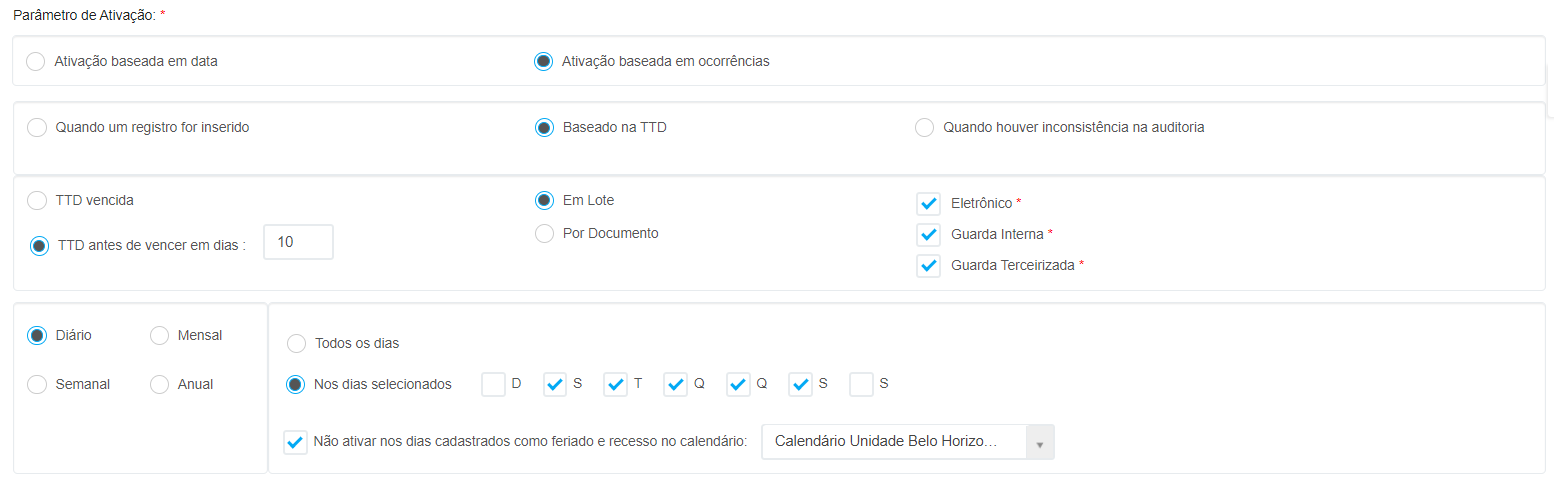 Parâmetro de Ativação: *
Ativação baseada em data Ativação baseada em ocorrências
Quando um registro for inserido Baseado na TTD Quando houver inconsistência na auditoria
TTD vencida Em Lote Eletrônico *
TTD antes de vencer em dias : 10 Por Documento Guarda Interna *
Guarda Terceirizada *
Diário Mensal Todos os dias
Semanal Anual Nos dias selecionados D S T Q Q S S
Não ativar nos dias cadastrados como feriado e recesso no calendário: Calendário Unidade Belo Horizo...